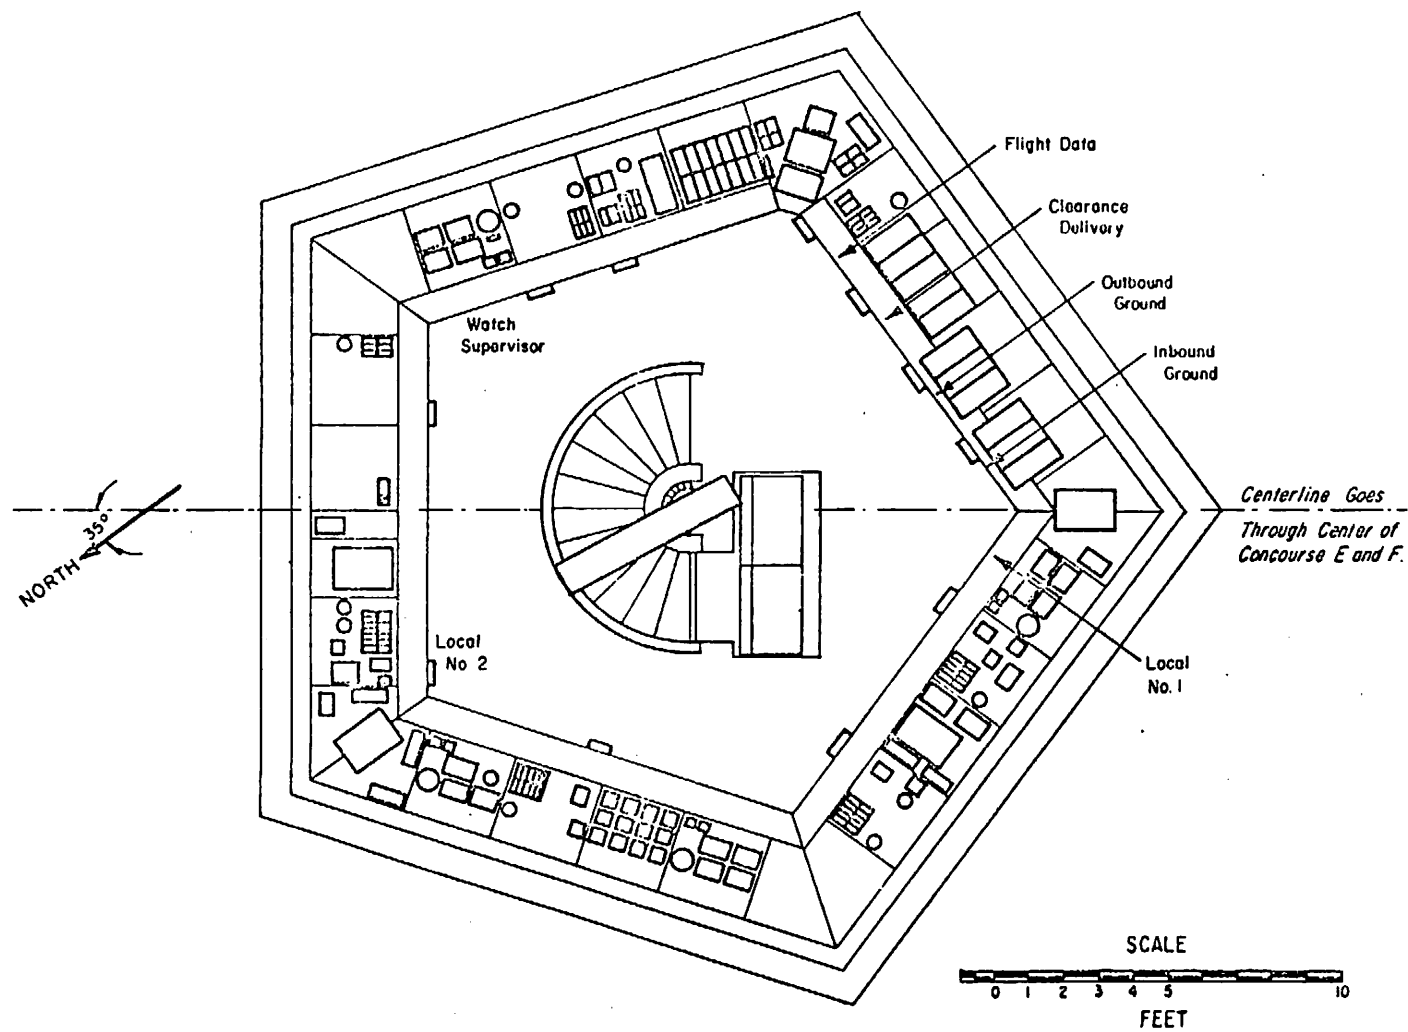 Flight Data
Clearance
Delivery
Outbound
Ground
Inbound
Ground
Watch
Supervisor
Centerline Goes
Through Center of
Concourse E and F.
35°
NORTH
Local
No 2
Local
No. 1
SCALE
0 1 2 3 4 5 10
FEET